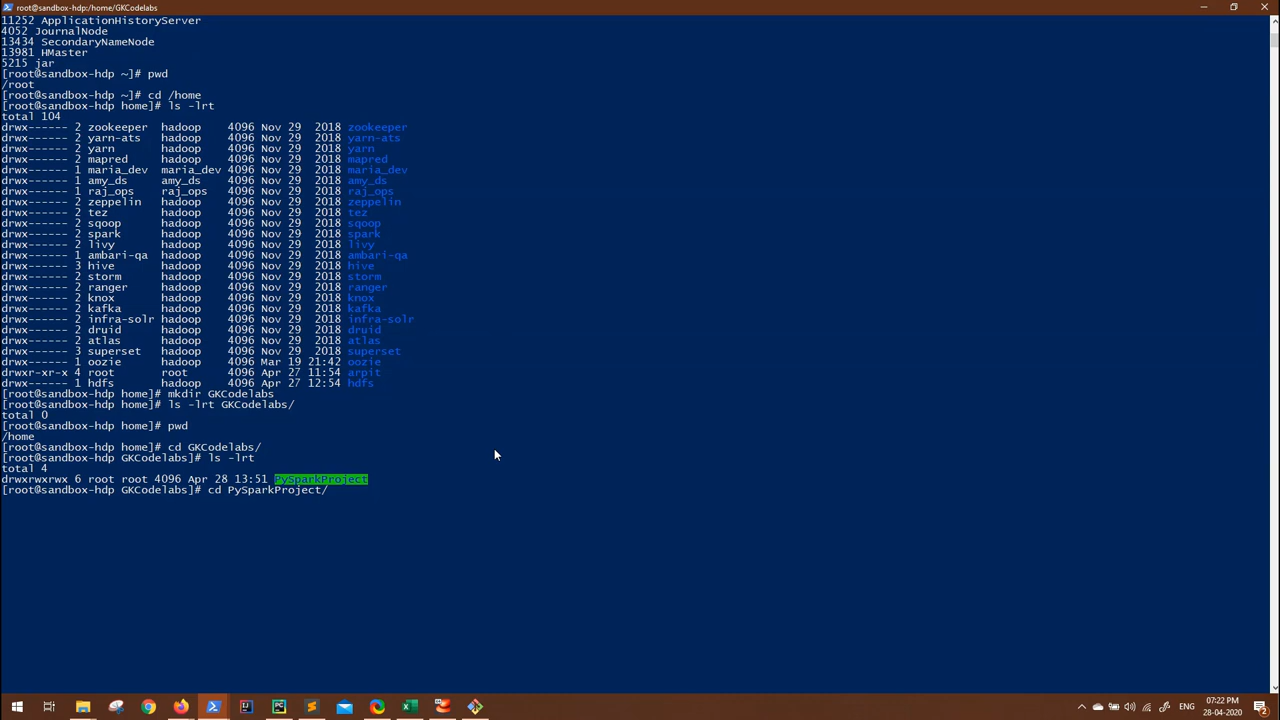 root@sandbox-hdp:/home/GKCodelabs
11252 ApplicationHistoryServer
4052 JournalNode
13434 SecondaryNameNode
13981 HMaster
5215 jar
[root@sandbox-hdp ~]# pwd
/root
[root@sandbox-hdp ~]# cd /home
[root@sandbox-hdp home]# ls -lrt
total 104
drwx------ 2 zookeeper  hadoop    4096 Nov 29  2018 zookeeper
drwx------ 2 yarn-ats   hadoop    4096 Nov 29  2018 yarn-ats
drwx------ 2 yarn       hadoop    4096 Nov 29  2018 yarn
drwx------ 2 mapred     hadoop    4096 Nov 29  2018 mapred
drwx------ 1 maria_dev  maria_dev 4096 Nov 29  2018 maria_dev
drwx------ 1 amy_ds     amy_ds    4096 Nov 29  2018 amy_ds
drwx------ 1 raj_ops    raj_ops   4096 Nov 29  2018 raj_ops
drwx------ 2 zeppelin   hadoop    4096 Nov 29  2018 zeppelin
drwx------ 2 tez        hadoop    4096 Nov 29  2018 tez
drwx------ 2 sqoop      hadoop    4096 Nov 29  2018 sqoop
drwx------ 2 spark      hadoop    4096 Nov 29  2018 spark
drwx------ 2 livy       hadoop    4096 Nov 29  2018 livy
drwx------ 1 ambari-qa  hadoop    4096 Nov 29  2018 ambari-qa
drwx------ 3 hive       hadoop    4096 Nov 29  2018 hive
drwx------ 2 storm      hadoop    4096 Nov 29  2018 storm
drwx------ 2 ranger     hadoop    4096 Nov 29  2018 ranger
drwx------ 2 knox       hadoop    4096 Nov 29  2018 knox
drwx------ 2 kafka      hadoop    4096 Nov 29  2018 kafka
drwx------ 2 infra-solr hadoop    4096 Nov 29  2018 infra-solr
drwx------ 2 druid      hadoop    4096 Nov 29  2018 druid
drwx------ 2 atlas      hadoop    4096 Nov 29  2018 atlas
drwx------ 3 superset   hadoop    4096 Nov 29  2018 superset
drwx------ 1 oozie      hadoop    4096 Mar 19 21:42 oozie
drwxr-xr-x 4 root       root      4096 Apr 27 11:54 arpit
drwx------ 1 hdfs       hadoop    4096 Apr 27 12:54 hdfs
[root@sandbox-hdp home]# mkdir GKCodelabs
[root@sandbox-hdp home]# ls -lrt GKCodelabs/
total 0
[root@sandbox-hdp home]# pwd
/home
[root@sandbox-hdp home]# cd GKCodelabs/
[root@sandbox-hdp GKCodelabs]# ls -lrt
total 4
drwxrwxrwx 6 root root 4096 Apr 28 13:51 PySparkProject
[root@sandbox-hdp GKCodelabs]# cd PySparkProject/
ENG
07:22 PM
28-04-2020
2